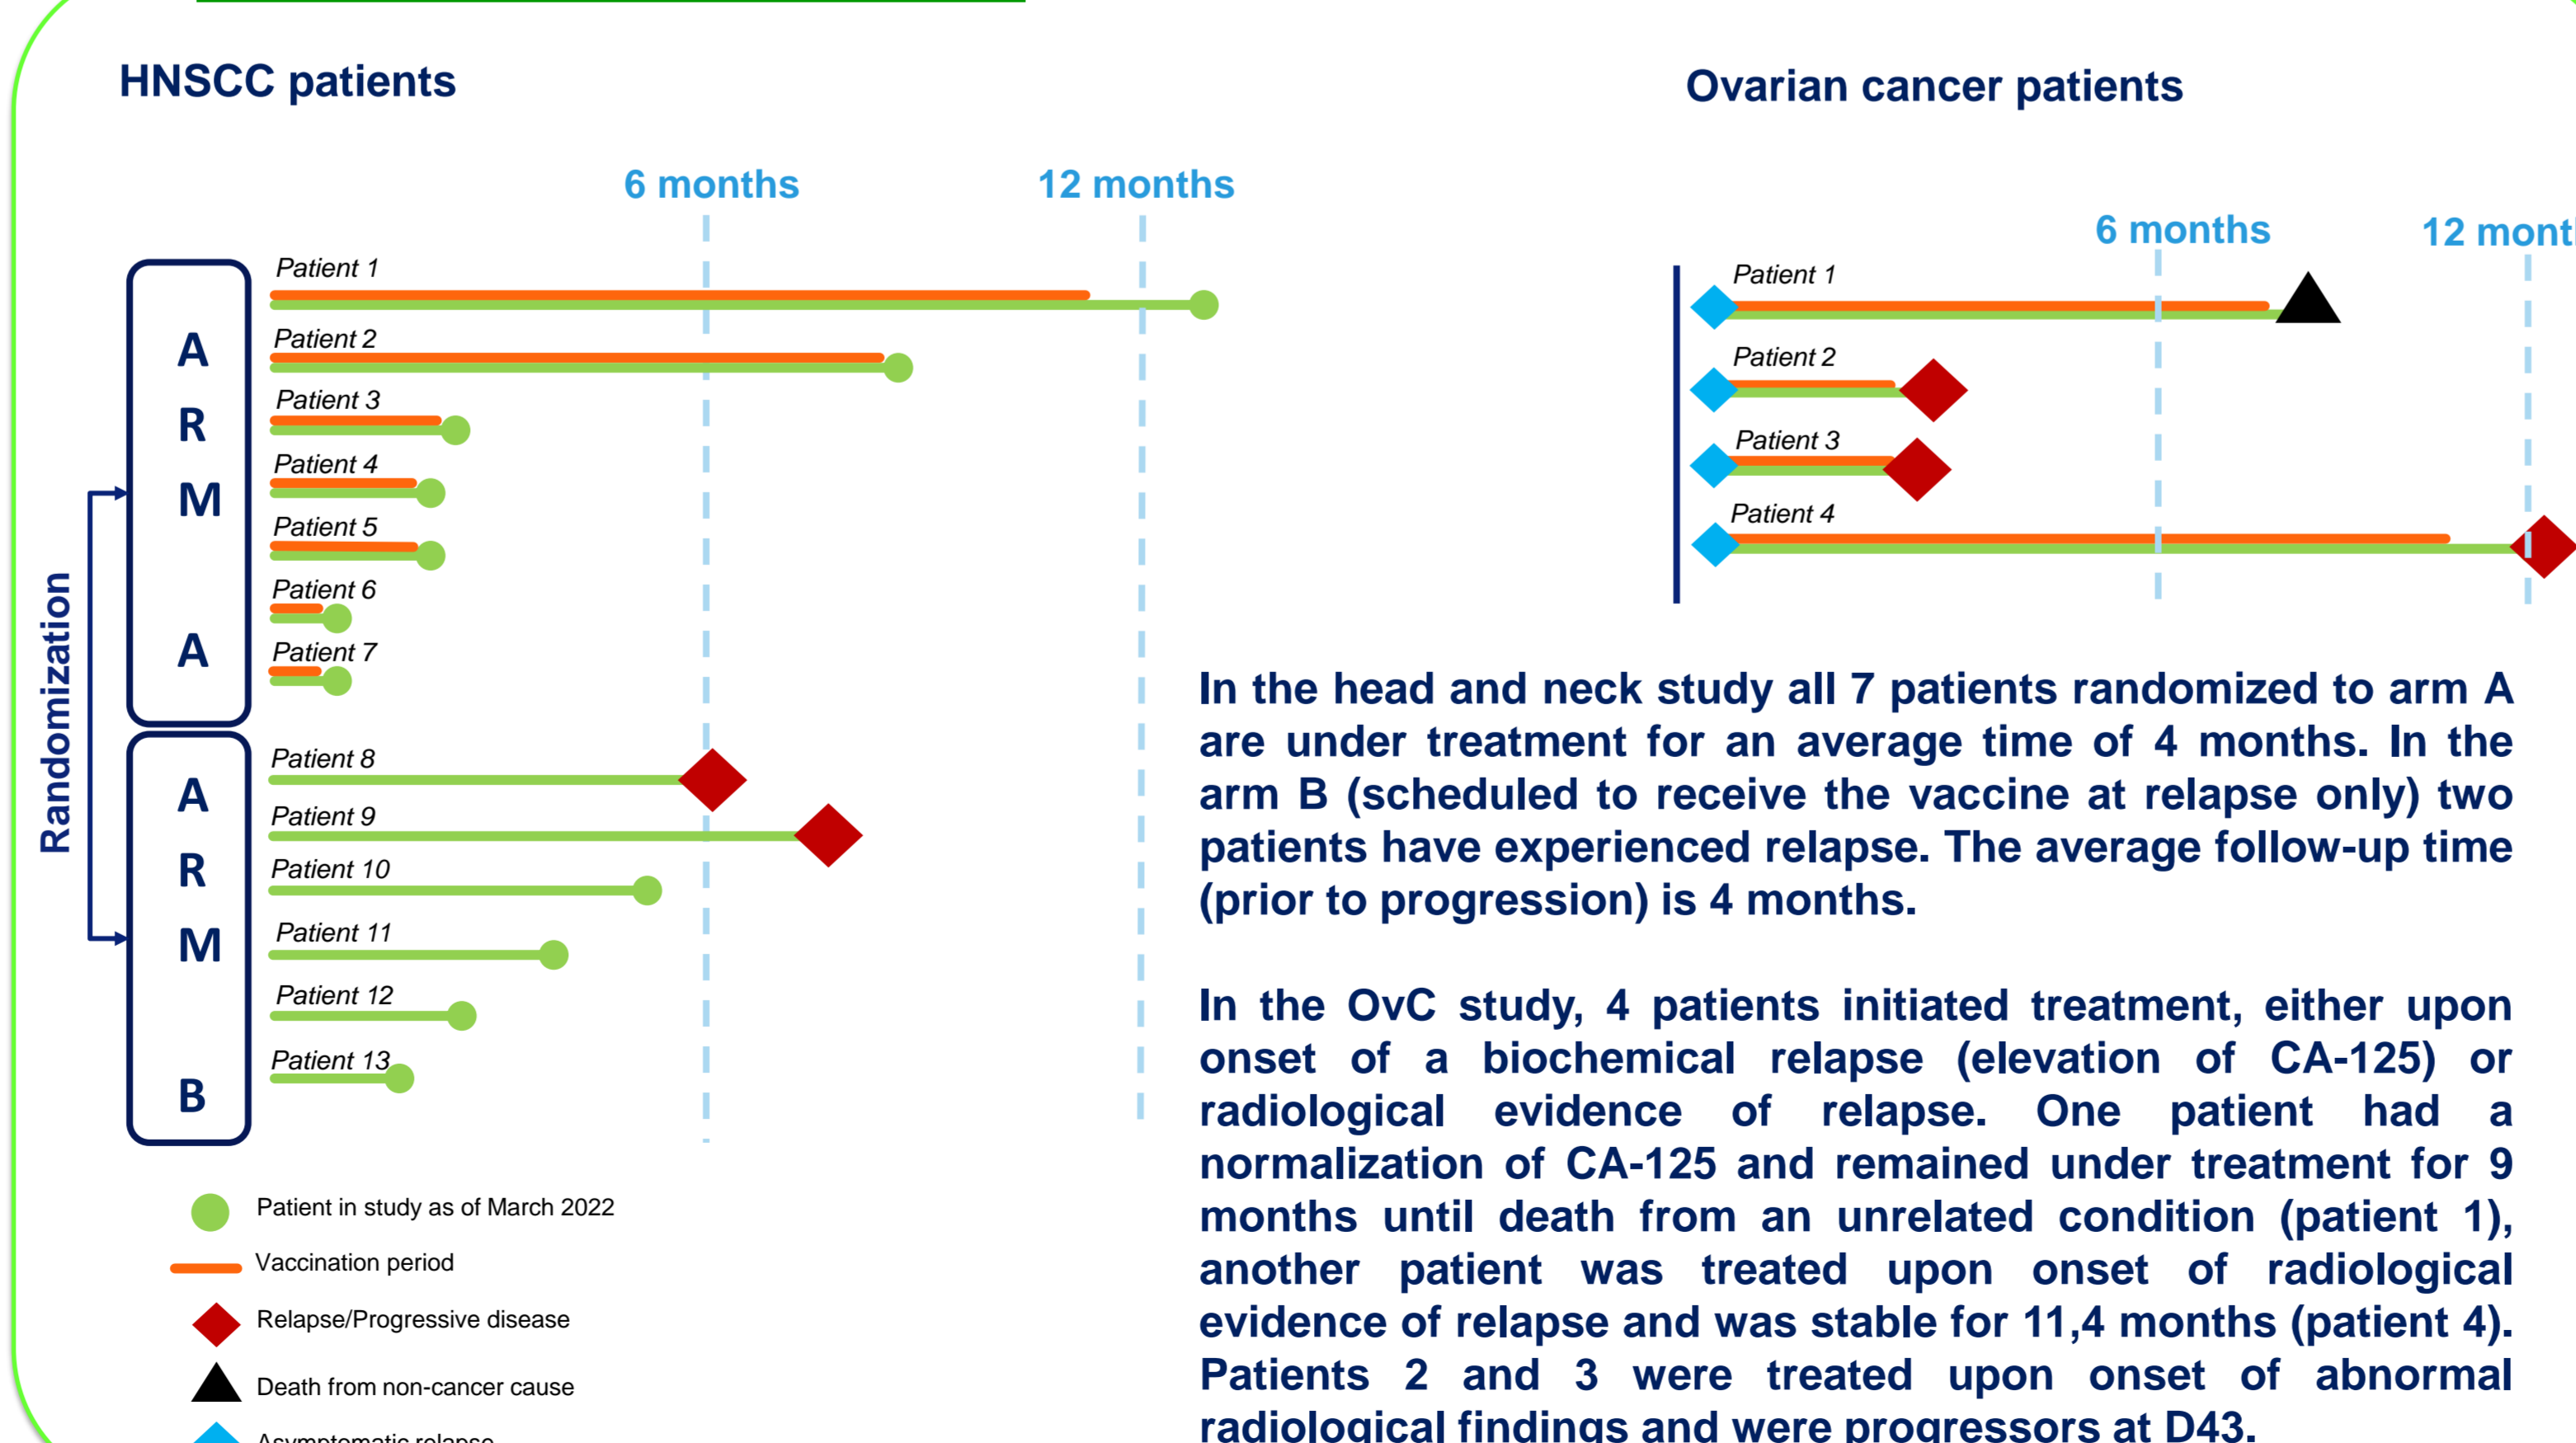 HNSCC patients
6 months
12 months
Patient 1
Patient 2
Patient 3
Patient 4
Patient 5
Patient 6
Patient 7
A
R
M
A
Randomization
Patient 8
Patient 9
Patient 10
Patient 11
Patient 12
Patient 13
A
R
M
B
Patient in study as of March 2022
Vaccination period
Relapse/Progressive disease
Death from non-cancer cause
Asymptomatic relapse
Ovarian cancer patients
6 months
12 mont
Patient 1
Patient 2
Patient 3
Patient 4
In the head and neck study all 7 patients randomized to arm A
are under treatment for an average time of 4 months. In the
arm B (scheduled to receive the vaccine at relapse only) two
patients have experienced relapse. The average follow-up time
(prior to progression) is 4 months.
In the OvC study, 4 patients initiated treatment, either upon
onset of a biochemical relapse (elevation of CA-125) or
radiological evidence of relapse. One patient had a
normalization of CA-125 and remained under treatment for 9
months until death from an unrelated condition (patient 1),
another patient was treated upon onset of radiological
evidence of relapse and was stable for 11,4 months (patient 4).
Patients 2 and 3 were treated upon onset of abnormal
radiological findings and were progressors at D43.